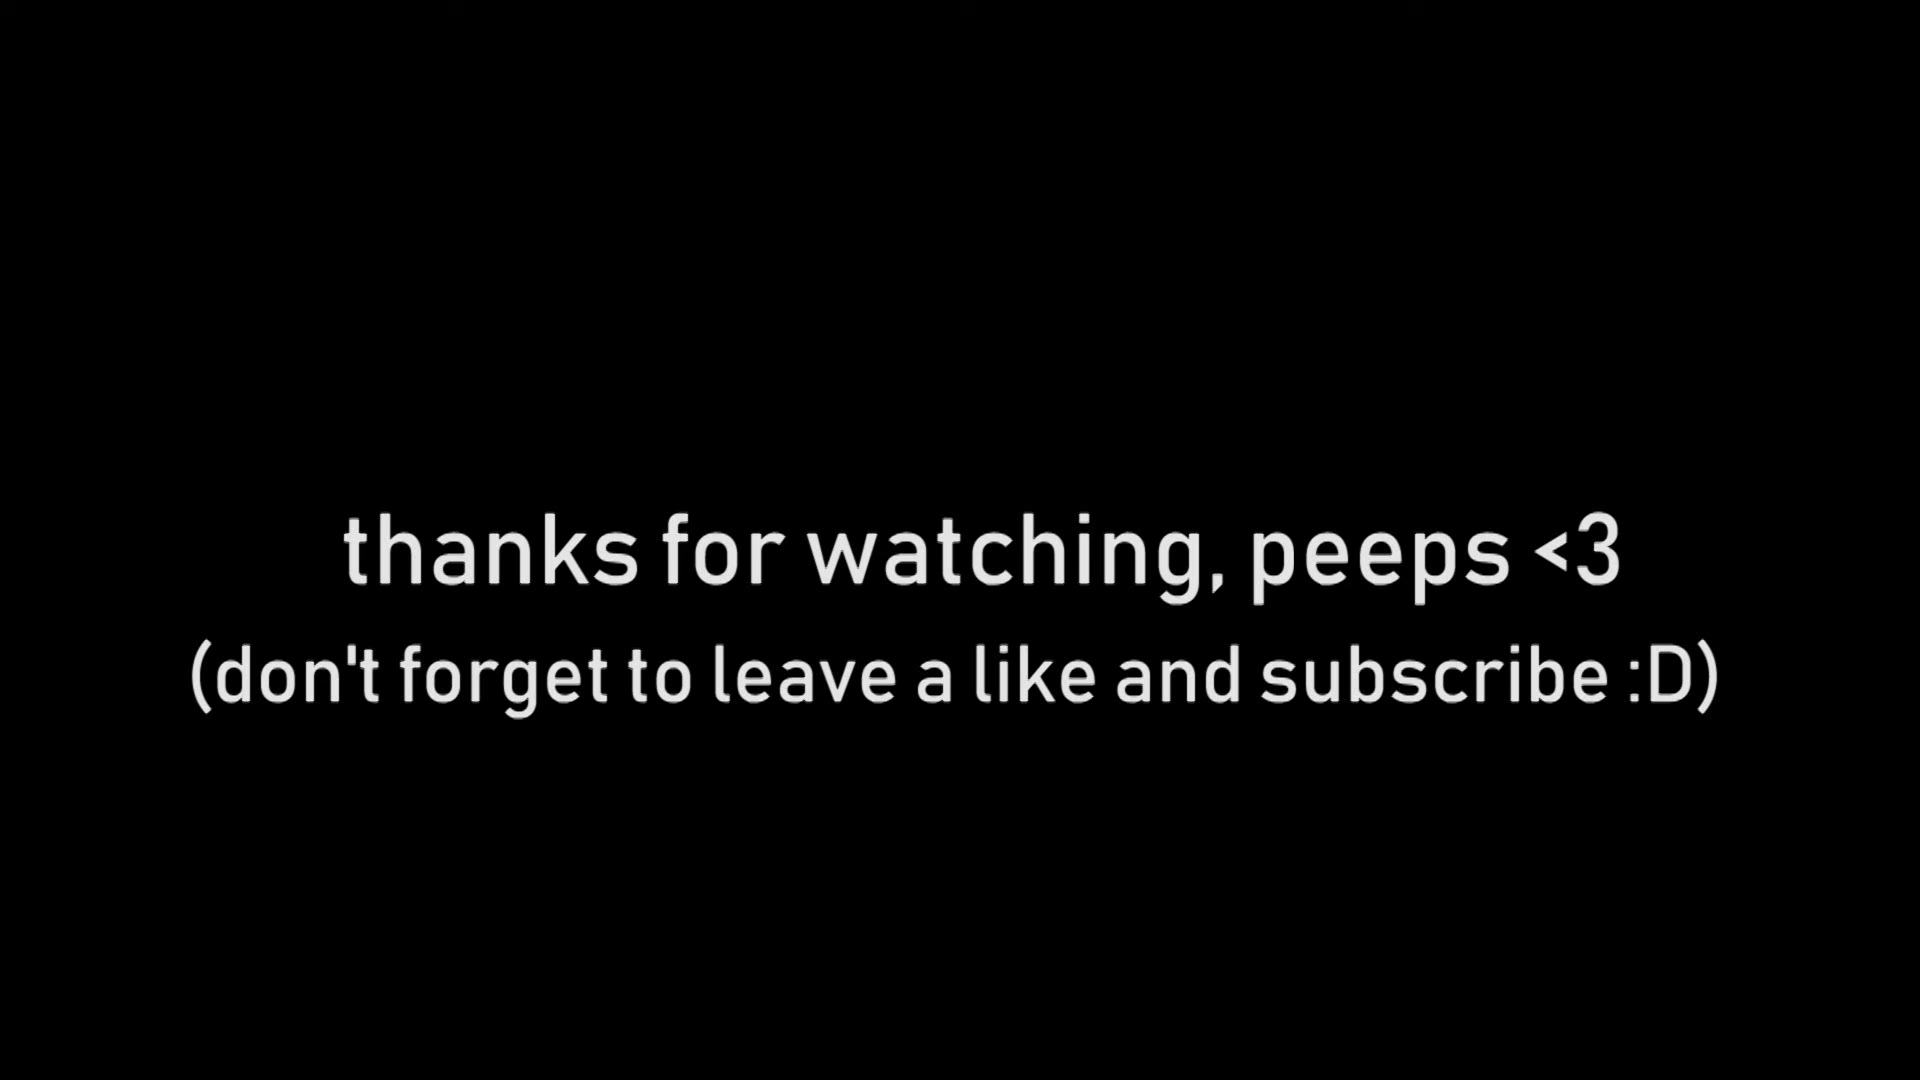 thanks for watching, peeps <3
(don't forget to leave a like and subscribe :D)